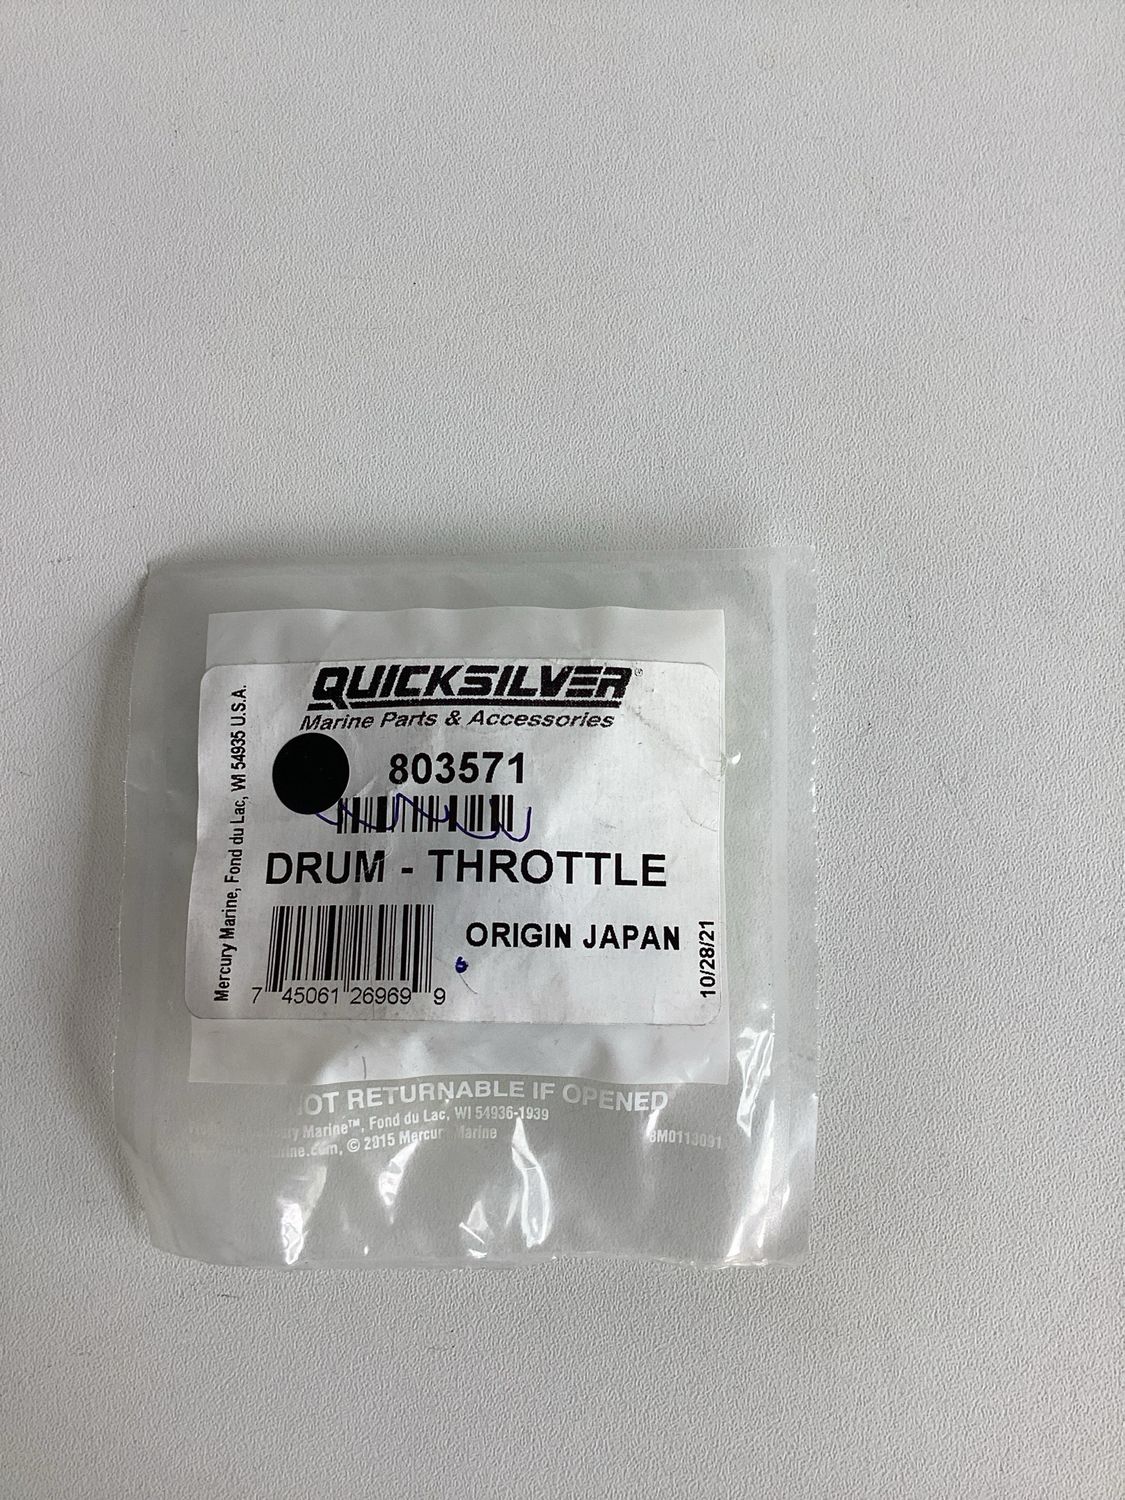 QUICKSILVER®
Marine Parts & Accessories
803571
DRUM - THROTTLE
ORIGIN JAPAN
7 45061 26969 9
10/28/21
Mercury Marine, Fond du Lac, WI 54935 U.S.A.
NOT RETURNABLE IF OPENED
Marine™, Fond du Lac, WI 54936-1939
© 2015 Mercury Marine
8M0113091